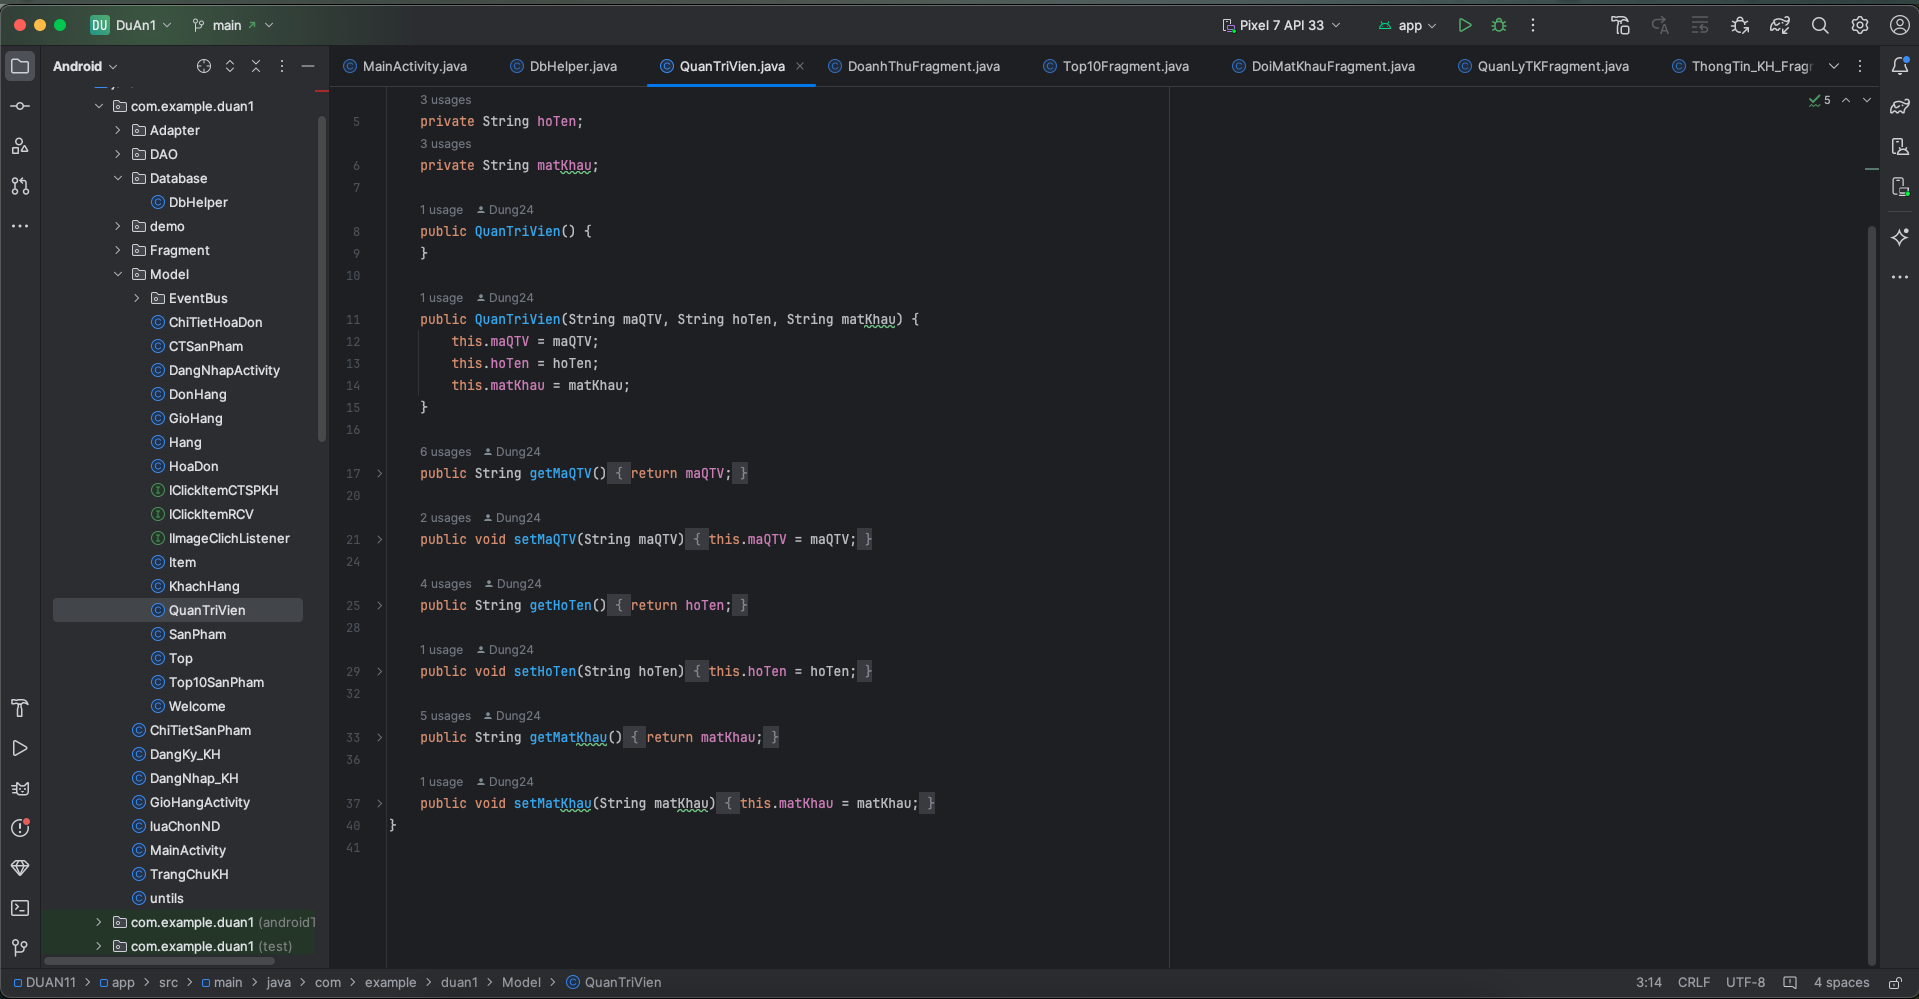 DU DuAn1 main Pixel 7 API 33 app
Android
MainActivity.java DbHelper.java QuanTriVien.java DoanhThuFragment.java Top10Fragment.java DoiMatKhauFragment.java QuanLyTKFragment.java ThongTin_KH_Fragr
com.example.duan1
Adapter
DAO
Database
DbHelper
demo
Fragment
Model
EventBus
ChiTietHoaDon
CTSanPham
DangNhapActivity
DonHang
GioHang
Hang
HoaDon
IClickItemCTSPKH
IClickItemRCV
IImageClichListener
Item
KhachHang
QuanTriVien
SanPham
Top
Top10SanPham
Welcome
ChiTietSanPham
DangKy_KH
DangNhap_KH
GioHangActivity
luaChonND
MainActivity
TrangChuKH
untils
com.example.duan1 (androidT
com.example.duan1 (test)
5
3 usages
5 private String hoTen;
3 usages
6 private String matKhau;
7
1 usage Dung24
8 public QuanTriVien() {
9 }
10
1 usage Dung24
11 public QuanTriVien(String maQTV, String hoTen, String matKhau) {
12 this.maQTV = maQTV;
13 this.hoTen = hoTen;
14 this.matKhau = matKhau;
15 }
16
6 usages Dung24
17 public String getMaQTV() { return maQTV; }
20
2 usages Dung24
21 public void setMaQTV(String maQTV) { this.maQTV = maQTV; }
24
4 usages Dung24
25 public String getHoTen() { return hoTen; }
28
1 usage Dung24
29 public void setHoTen(String hoTen) { this.hoTen = hoTen; }
32
5 usages Dung24
33 public String getMatKhau() { return matKhau; }
36
1 usage Dung24
37 public void setMatKhau(String matKhau) { this.matKhau = matKhau; }
40 }
41
DUAN11 > app > src > main > java > com > example > duan1 > Model > QuanTriVien 3:14 CRLF UTF-8 4 spaces